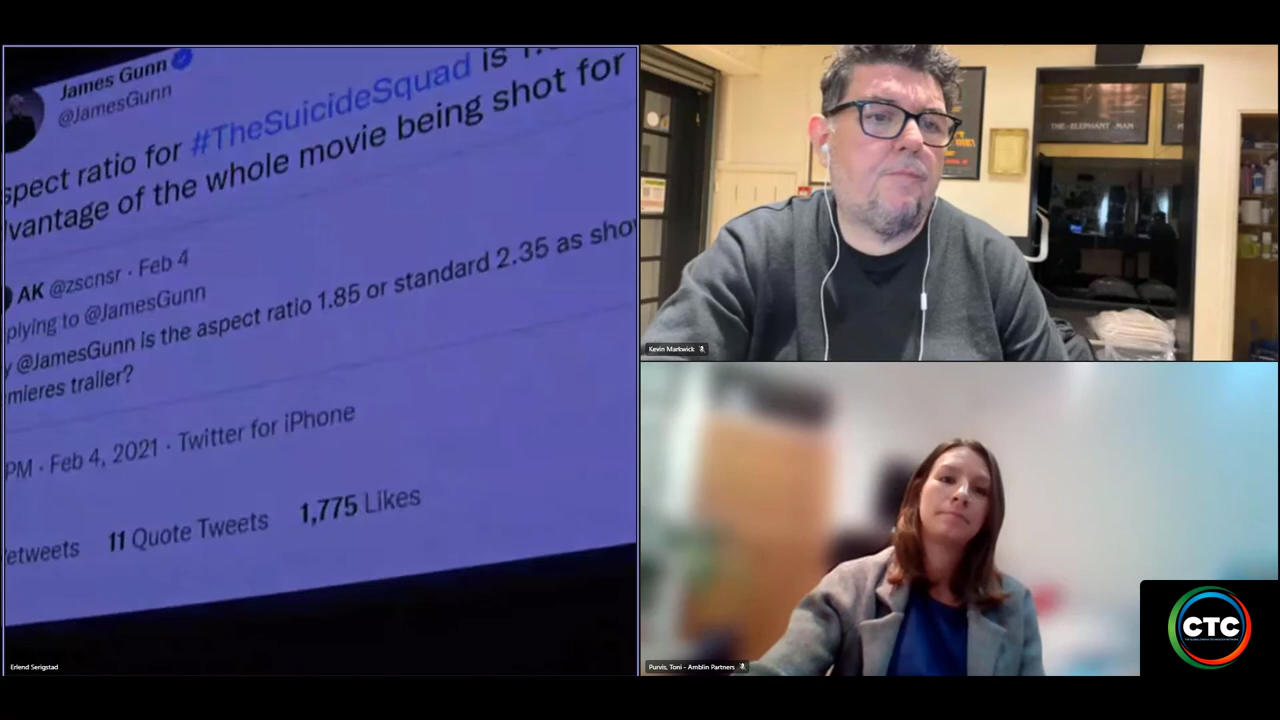 James Gunn
@JamesGunn
spect ratio for #TheSuicideSquad is
vantage of the whole movie being shot for
AK @zscnsr · Feb 4
plying to @JamesGunn
y @JamesGunn is the aspect ratio 1.85 or standard 2.35 as sho
mieres trailer?
PM · Feb 4, 2021 · Twitter for iPhone
etweets 11 Quote Tweets 1,775 Likes
Erlend Serigstad
THE ELEPHANT MAN
Kevin Markwick
Purvis, Toni - Amblin Partners
CTC